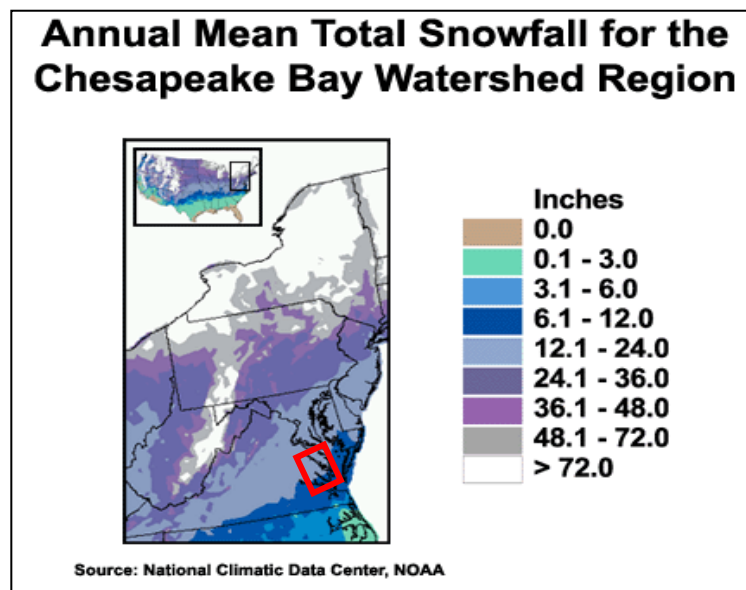 Annual Mean Total Snowfall for the
Chesapeake Bay Watershed Region
Inches
0.0
0.1 - 3.0
3.1 - 6.0
6.1 - 12.0
12.1 - 24.0
24.1 - 36.0
36.1 - 48.0
48.1 - 72.0
> 72.0
Source: National Climatic Data Center, NOAA